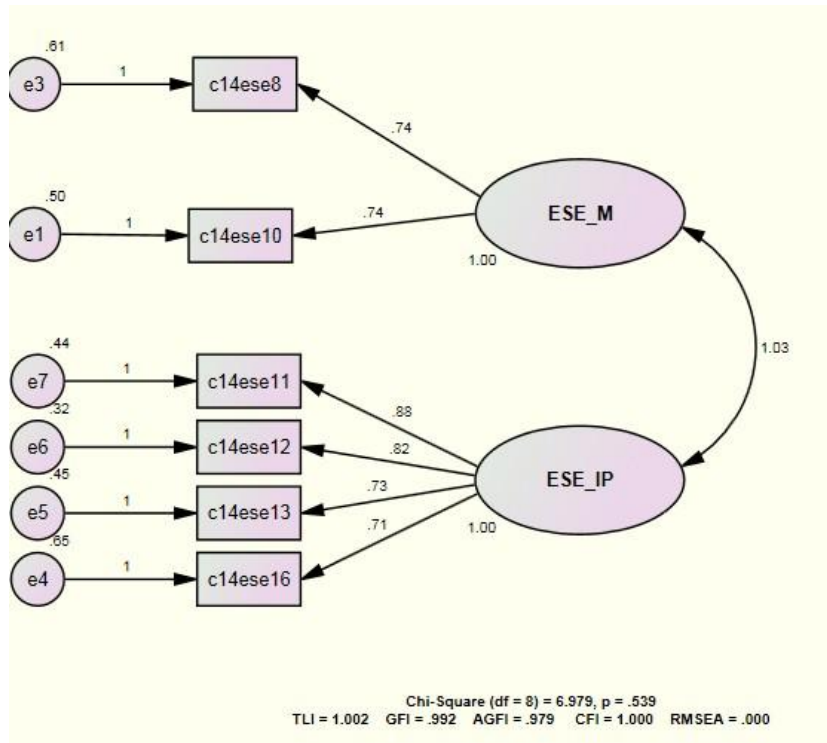 .61
e3
1
c14ese8
.74
.50
e1
1
c14ese10
.74
ESE_M
1.00
1.03
.44
e7
1
c14ese11
.88
.32
e6
1
c14ese12
.82
.45
e5
1
c14ese13
.73
ESE_IP
1.00
.65
e4
1
c14ese16
.71
Chi-Square (df = 8) = 6.979, p = .539
TLI = 1.002 GFI = .992 AGFI = .979 CFI = 1.000 RMSEA = .000